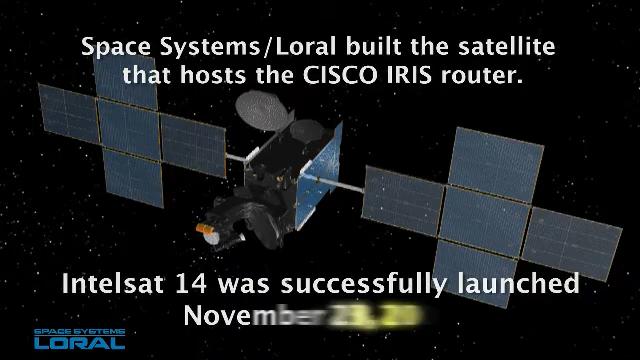 Space Systems/Loral built the satellite
that hosts the CISCO IRIS router.
Intelsat 14 was successfully launched
November 23,
SPACE SYSTEMS
LORAL